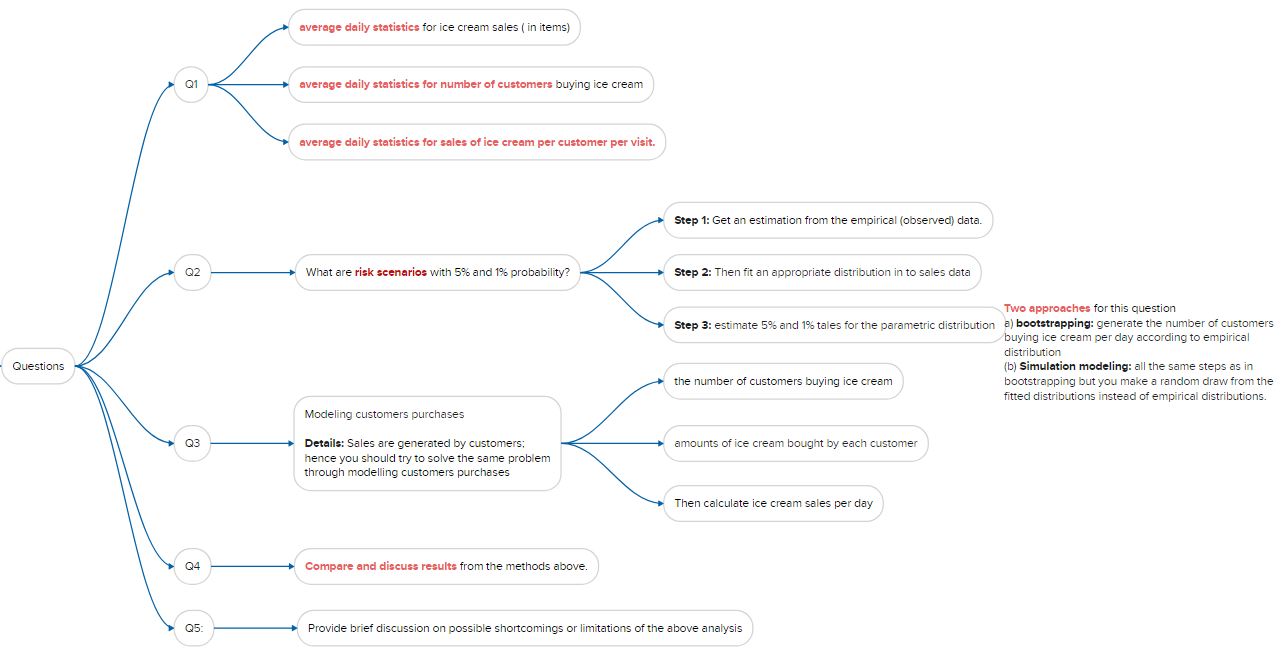 Questions
Q1
average daily statistics for ice cream sales ( in items)
average daily statistics for number of customers buying ice cream
average daily statistics for sales of ice cream per customer per visit.
Q2
What are risk scenarios with 5% and 1% probability?
Step 1: Get an estimation from the empirical (observed) data.
Step 2: Then fit an appropriate distribution in to sales data
Step 3: estimate 5% and 1% tales for the parametric distribution
Two approaches for this question
a) bootstrapping: generate the number of customers
buying ice cream per day according to empirical
distribution
(b) Simulation modeling: all the same steps as in
bootstrapping but you make a random draw from the
fitted distributions instead of empirical distributions.
Q3
Modeling customers purchases
Details: Sales are generated by customers;
hence you should try to solve the same problem
through modelling customers purchases
the number of customers buying ice cream
amounts of ice cream bought by each customer
Then calculate ice cream sales per day
Q4
Compare and discuss results from the methods above.
Q5:
Provide brief discussion on possible shortcomings or limitations of the above analysis